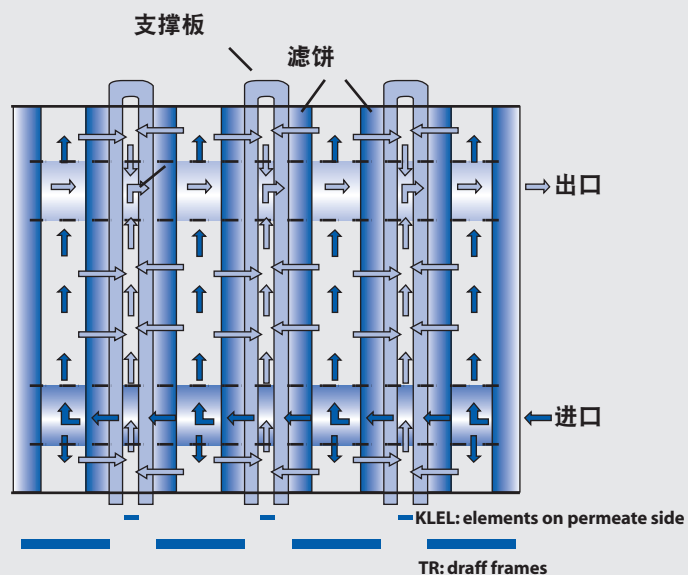 支撑板
滤饼
出口
进口
KLEL: elements on permeate side
TR: draff frames